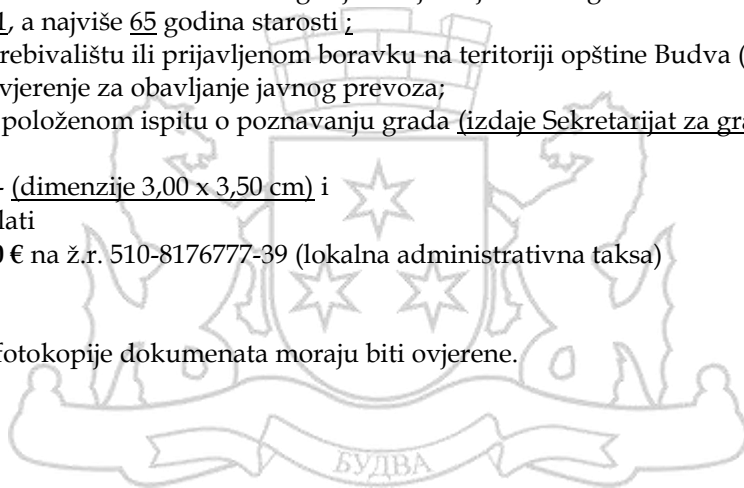 , a najviše 65 godina starosti ;
rebivalištu ili prijavljenom boravku na teritoriji opštine Budva (
vjerenje za obavljanje javnog prevoza;
položenom ispitu o poznavanju grada (izdaje Sekretarijat za gra
- (dimenzije 3,00 x 3,50 cm) i
lati
0 € na ž.r. 510-8176777-39 (lokalna administrativna taksa)
fotokopije dokumenata moraju biti ovjerene.
БУДВА